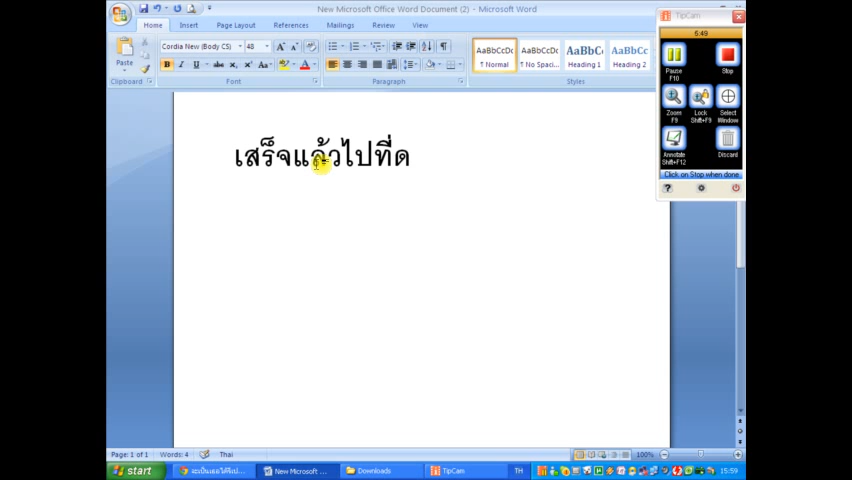 New Microsoft Office Word Document (2) - Microsoft Word
Home Insert Page Layout References Mailings Review View
Paste
Cordia New (Body CS) 48
B I U abc x₂ x² Aa A
AaBbCcDc AaBbCcDc AaBbC AaBbCc
¶ Normal ¶ No Spaci... Heading 1 Heading 2
Clipboard Font Paragraph Styles
TipCam
6:49
Pause F10
Stop
Zoom F9
Lock Shift+F9
Select Window
Annotate Shift+F12
Discard
Click on Stop when done.
เสร็จแล้วไปที่ด
Page: 1 of 1 Words: 4 Thai 100%
start New Microsoft ... Downloads TipCam TH 15:59